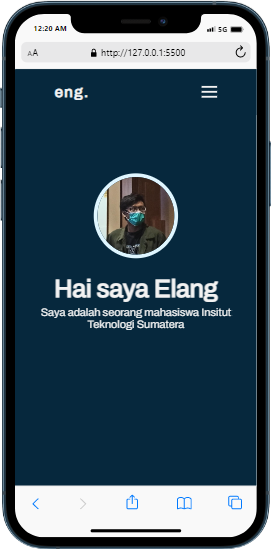 12:20 AM 5G
AA http://127.0.0.1:5500
eng.
Hai saya Elang
Saya adalah seorang mahasiswa Insitut
Teknologi Sumatera